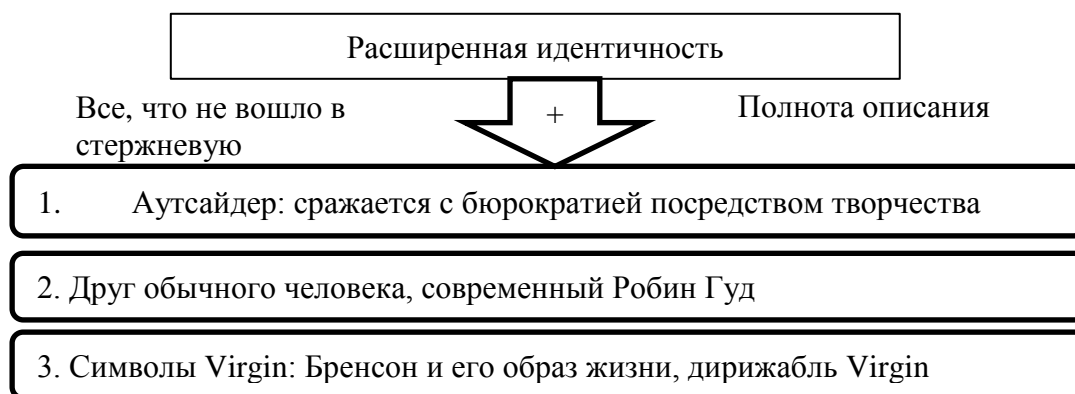 Расширенная идентичность
Все, что не вошло в
стержневую
+
Полнота описания
1. Аутсайдер: сражается с бюрократией посредством творчества
2. Друг обычного человека, современный Робин Гуд
3. Символы Virgin: Бренсон и его образ жизни, дирижабль Virgin